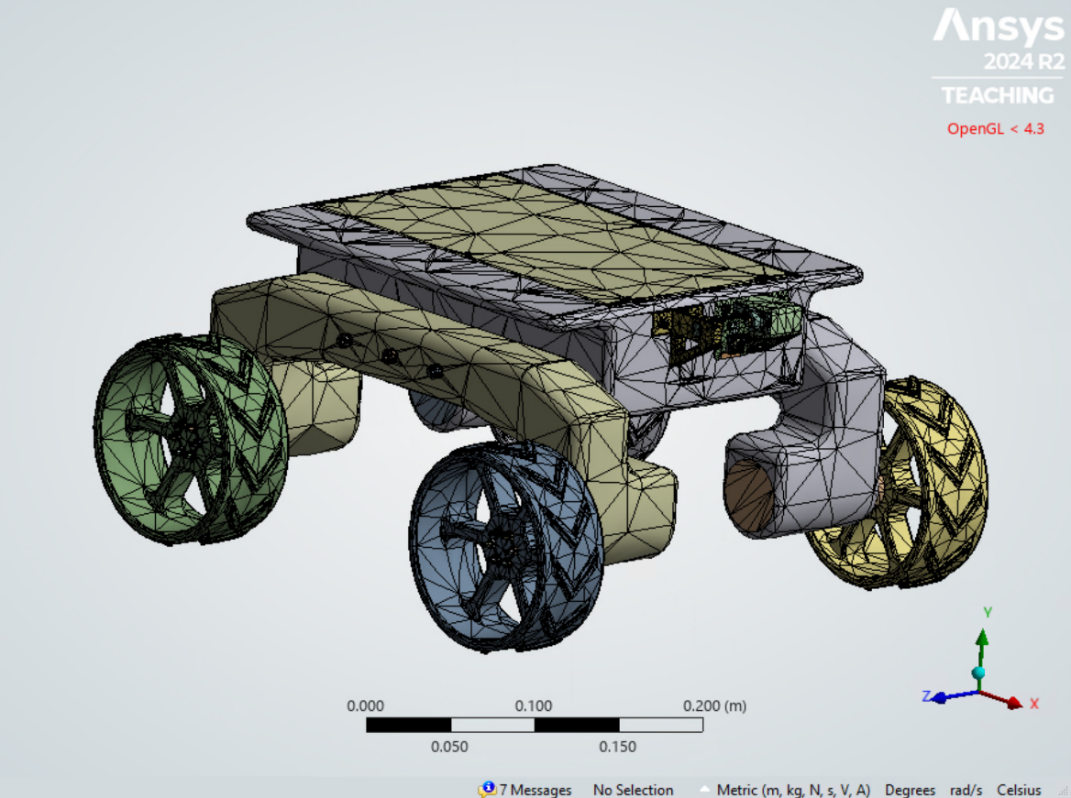 Ansys
2024 R2
TEACHING
OpenGL < 4.3
Y
Z
X
0.000 0.100 0.200 (m)
0.050 0.150
7 Messages No Selection Metric (m, kg, N, s, V, A) Degrees rad/s Celsius